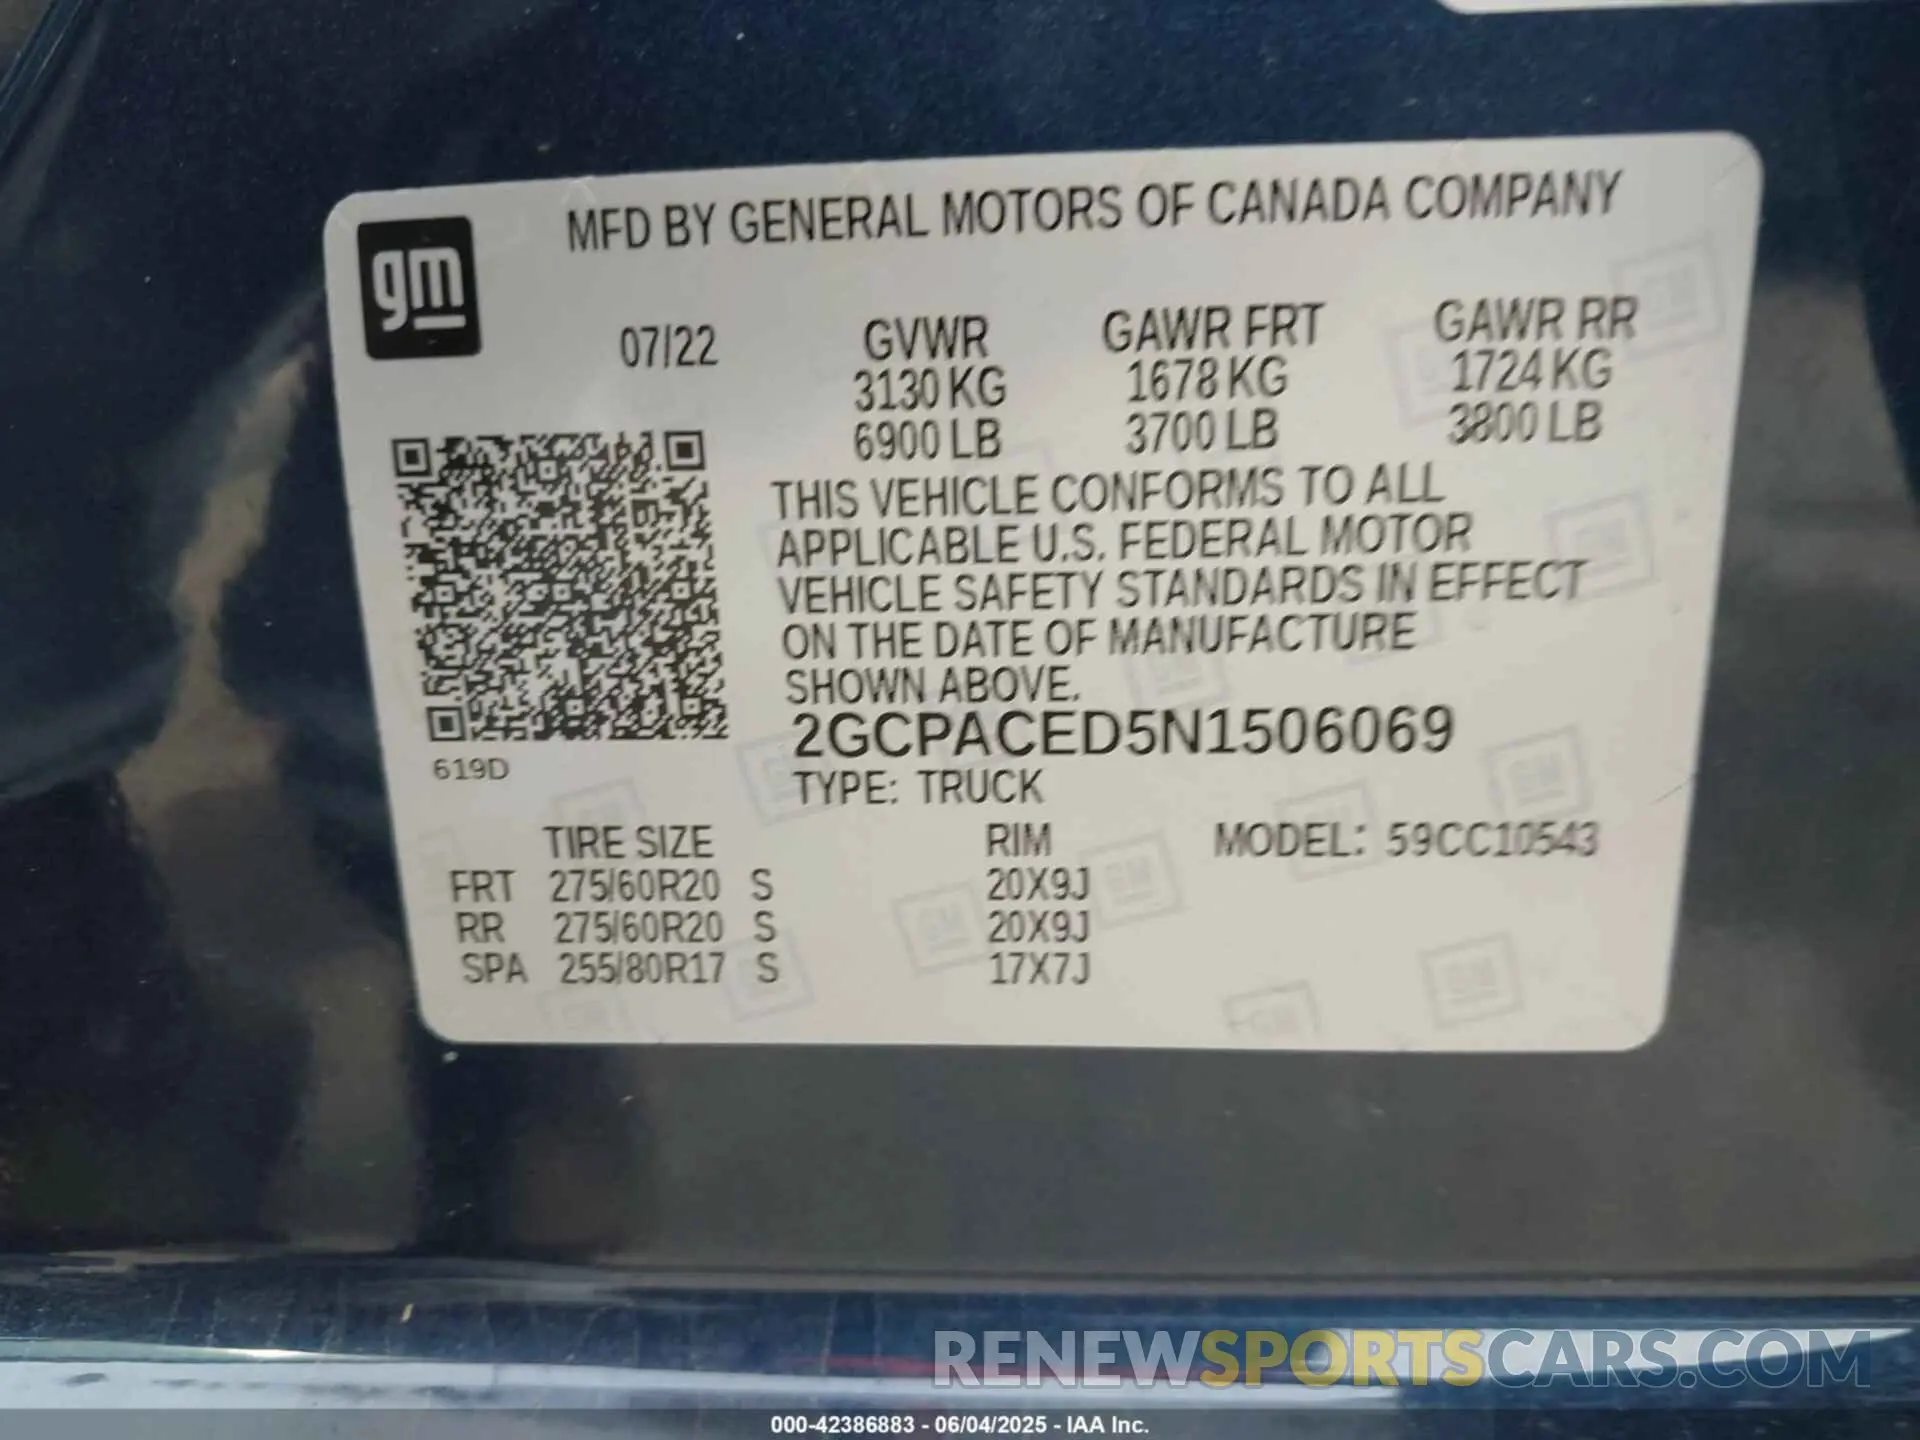 MFD BY GENERAL MOTORS OF CANADA COMPANY
gm
07/22 GVWR GAWR FRT GAWR RR
3130 KG 1678 KG 1724 KG
6900 LB 3700 LB 3800 LB
THIS VEHICLE CONFORMS TO ALL
APPLICABLE U.S. FEDERAL MOTOR
VEHICLE SAFETY STANDARDS IN EFFECT
ON THE DATE OF MANUFACTURE
SHOWN ABOVE.
2GCPACED5N1506069
619D
TYPE: TRUCK
TIRE SIZE RIM MODEL: 59CC10543
FRT 275/60R20 S 20X9J
RR 275/60R20 S 20X9J
SPA 255/80R17 S 17X7J
RENEWSPORTSCARS.COM
000-42386883 - 06/04/2025 - IAA Inc.